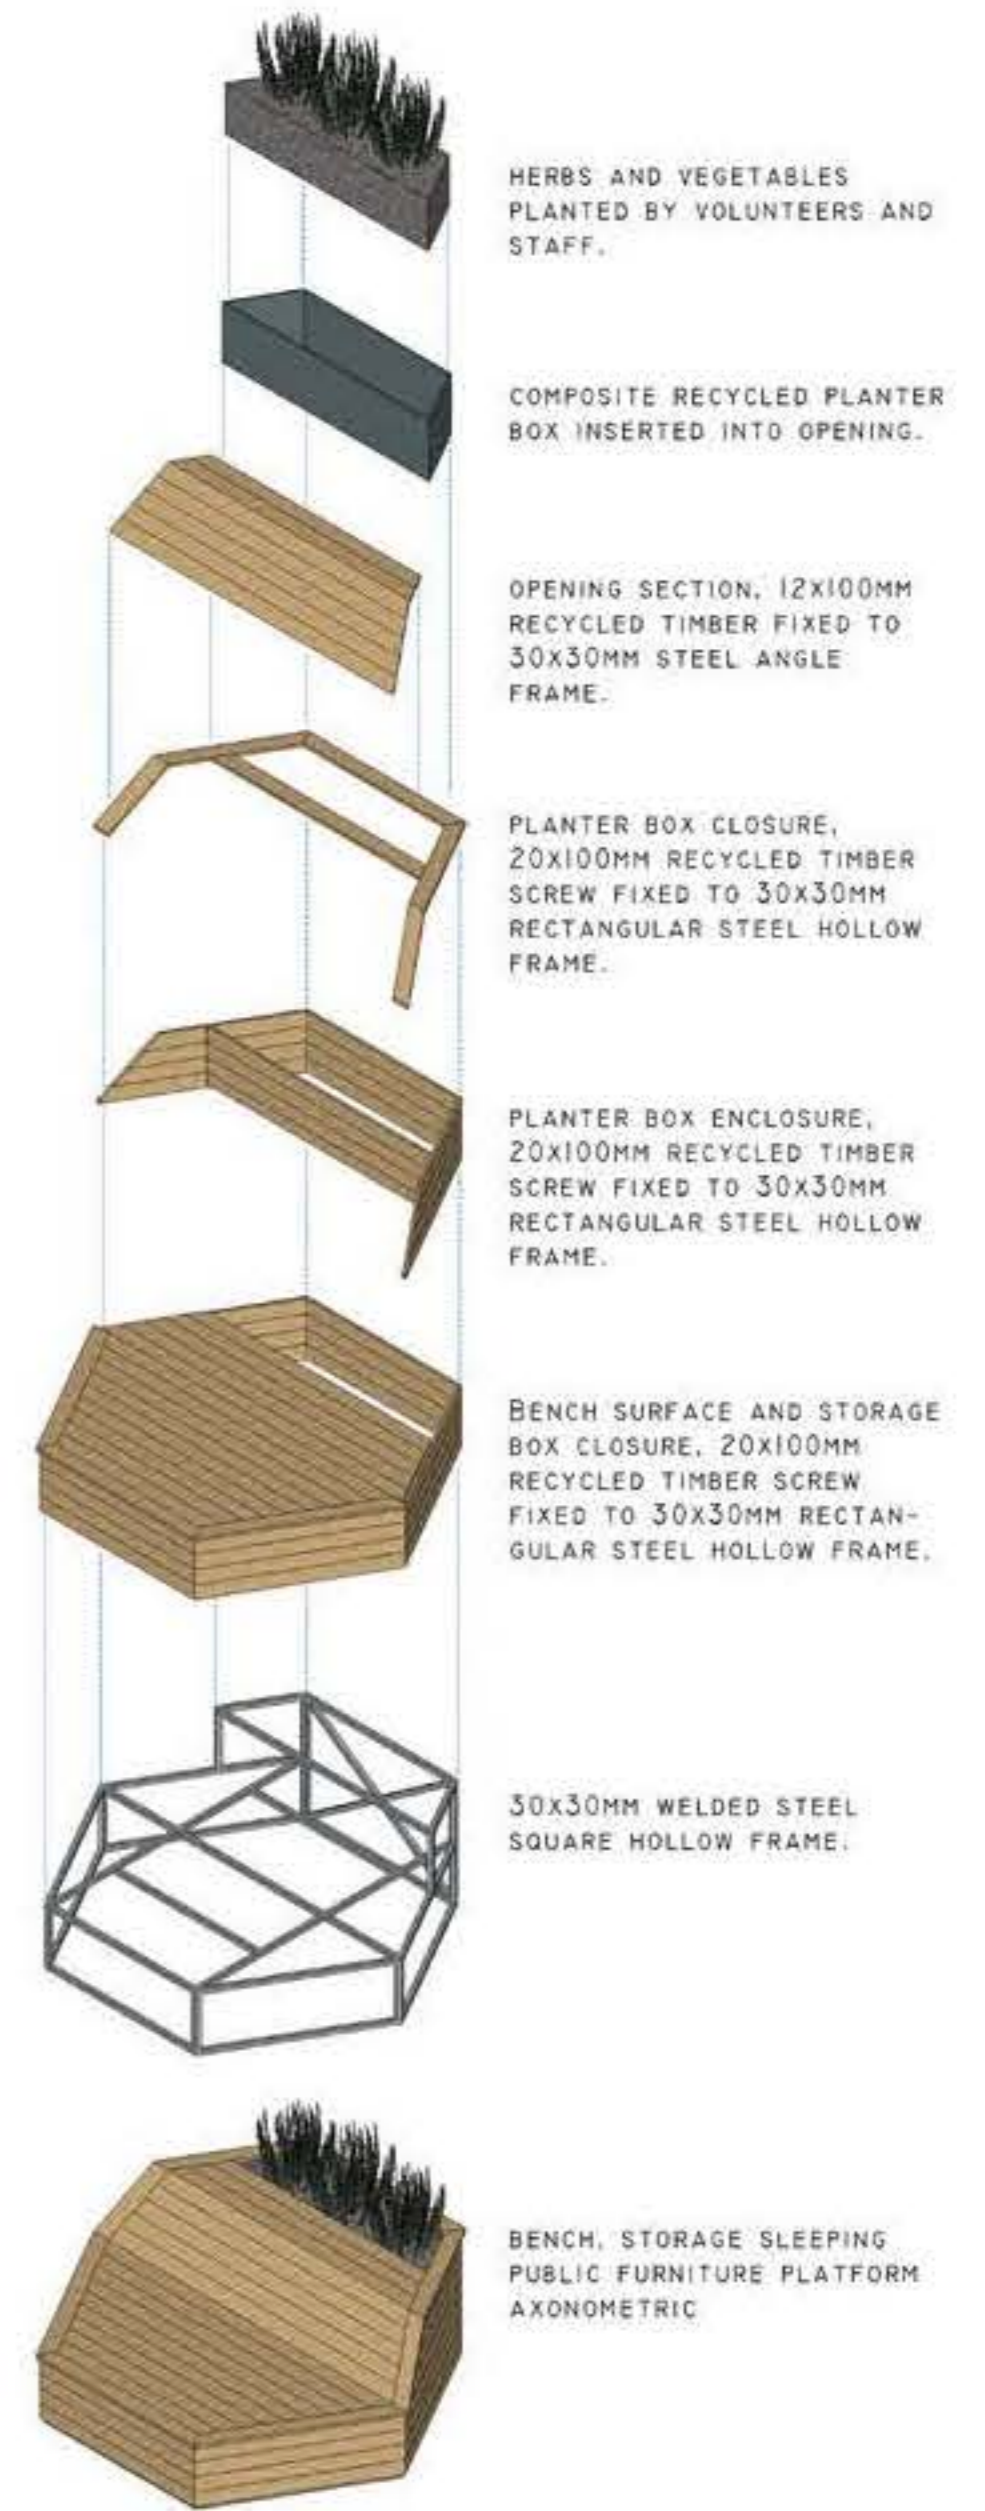 HERBS AND VEGETABLES
PLANTED BY VOLUNTEERS AND
STAFF.
COMPOSITE RECYCLED PLANTER
BOX INSERTED INTO OPENING.
OPENING SECTION, 12X100MM
RECYCLED TIMBER FIXED TO
30X30MM STEEL ANGLE
FRAME.
PLANTER BOX CLOSURE,
20X100MM RECYCLED TIMBER
SCREW FIXED TO 30X30MM
RECTANGULAR STEEL HOLLOW
FRAME.
PLANTER BOX ENCLOSURE,
20X100MM RECYCLED TIMBER
SCREW FIXED TO 30X30MM
RECTANGULAR STEEL HOLLOW
FRAME.
BENCH SURFACE AND STORAGE
BOX CLOSURE, 20X100MM
RECYCLED TIMBER SCREW
FIXED TO 30X30MM RECTAN-
GULAR STEEL HOLLOW FRAME.
30X30MM WELDED STEEL
SQUARE HOLLOW FRAME.
BENCH, STORAGE SLEEPING
PUBLIC FURNITURE PLATFORM
AXONOMETRIC